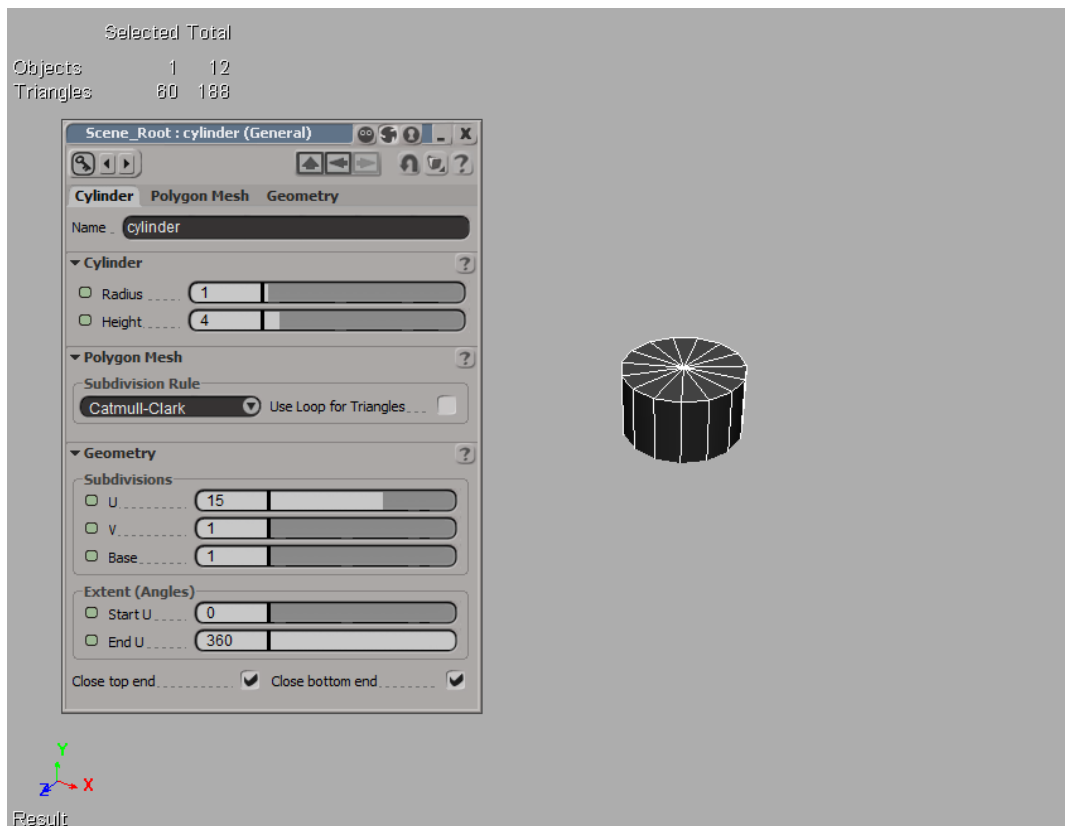 Selected Total
Objects 1 12
Triangles 60 188
Scene_Root : cylinder (General)
Cylinder Polygon Mesh Geometry
Name cylinder
Cylinder
Radius 1
Height 4
Polygon Mesh
Subdivision Rule
Catmull-Clark Use Loop for Triangles
Geometry
Subdivisions
U 15
V 1
Base 1
Extent (Angles)
Start U 0
End U 360
Close top end Close bottom end
Y
Z X
Result